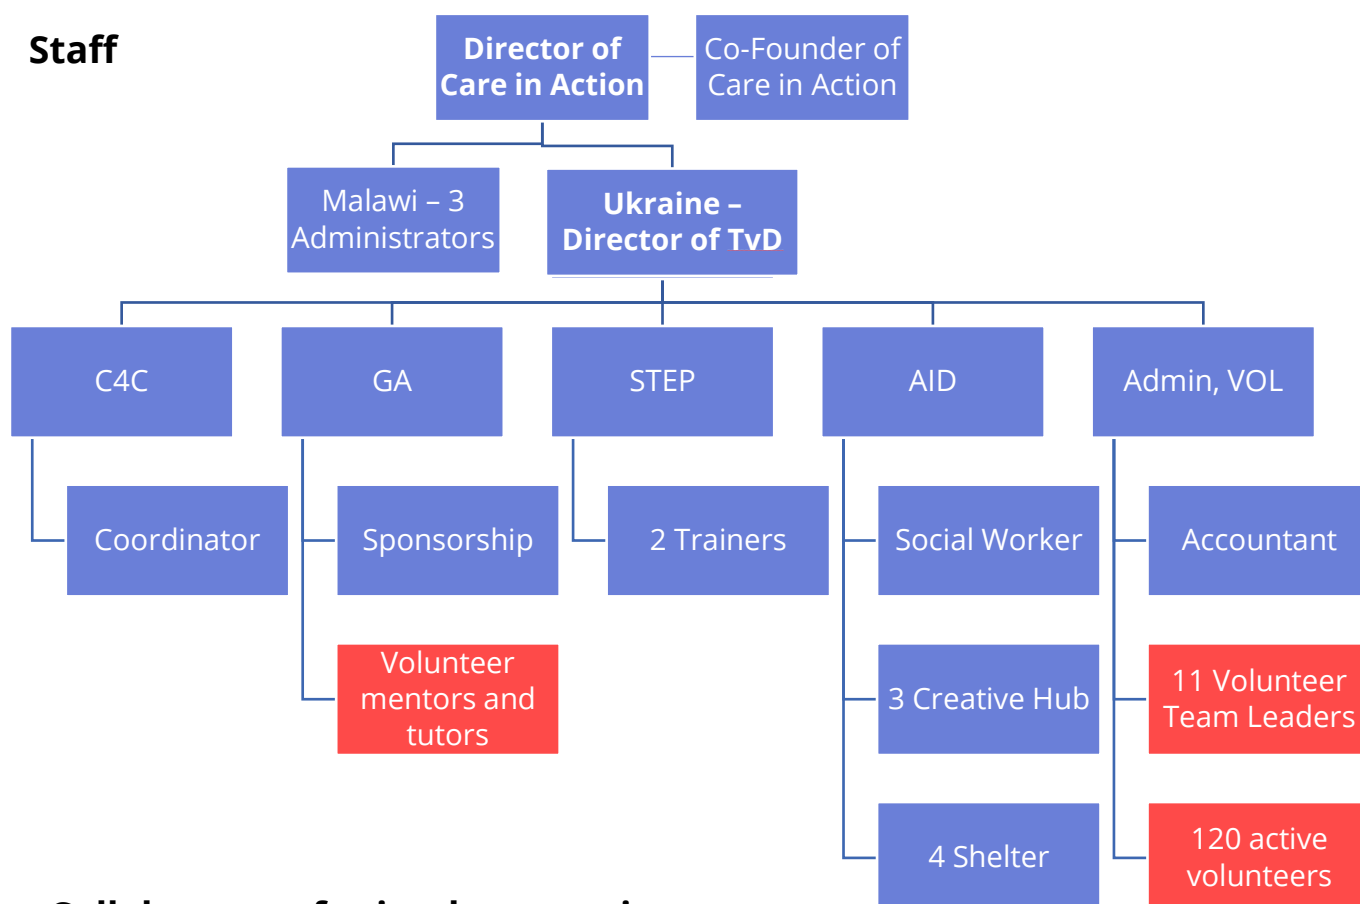 Staff
Director of
Care in Action
Co-Founder of
Care in Action
Malawi – 3
Administrators
Ukraine –
Director of TvD
C4C
GA
STEP
AID
Admin, VOL
Coordinator
Sponsorship
2 Trainers
Social Worker
Accountant
Volunteer
mentors and
tutors
3 Creative Hub
11 Volunteer
Team Leaders
4 Shelter
120 active
volunteers